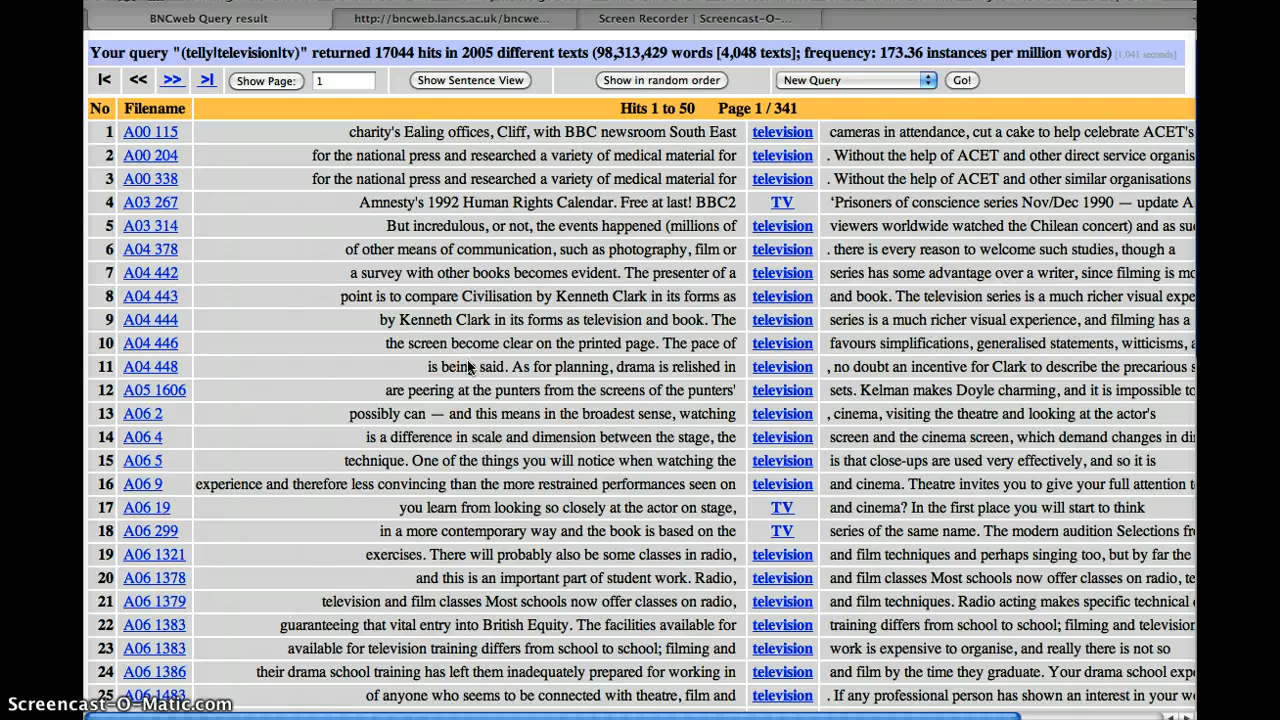 BNCweb Query result http://bncweb.lancs.ac.uk/bncwe... Screen Recorder | Screencast-O-...
Your query "(telly|television|tv)" returned 17044 hits in 2005 different texts (98,313,429 words [4,048 texts]; frequency: 173.36 instances per million words) [1.041 seconds]
|< << >> >| Show Page: 1 Show Sentence View Show in random order New Query Go!
No Filename Hits 1 to 50 Page 1 / 341
1 A00 115 charity's Ealing offices, Cliff, with BBC newsroom South East television cameras in attendance, cut a cake to help celebrate ACET's
2 A00 204 for the national press and researched a variety of medical material for television . Without the help of ACET and other direct service organis
3 A00 338 for the national press and researched a variety of medical material for television . Without the help of ACET and other similar organisations
4 A03 267 Amnesty's 1992 Human Rights Calendar. Free at last! BBC2 TV ‘Prisoners of conscience series Nov/Dec 1990 — update A
5 A03 314 But incredulous, or not, the events happened (millions of television viewers worldwide watched the Chilean concert) and as suc
6 A04 378 of other means of communication, such as photography, film or television . there is every reason to welcome such studies, though a
7 A04 442 a survey with other books becomes evident. The presenter of a television series has some advantage over a writer, since filming is mo
8 A04 443 point is to compare Civilisation by Kenneth Clark in its forms as television and book. The television series is a much richer visual expe
9 A04 444 by Kenneth Clark in its forms as television and book. The television series is a much richer visual experience, and filming has a
10 A04 446 the screen become clear on the printed page. The pace of television favours simplifications, generalised statements, witticisms, a
11 A04 448 is being said. As for planning, drama is relished in television , no doubt an incentive for Clark to describe the precarious s
12 A05 1606 are peering at the punters from the screens of the punters' television sets. Kelman makes Doyle charming, and it is impossible to
13 A06 2 possibly can — and this means in the broadest sense, watching television , cinema, visiting the theatre and looking at the actor's
14 A06 4 is a difference in scale and dimension between the stage, the television screen and the cinema screen, which demand changes in di
15 A06 5 technique. One of the things you will notice when watching the television is that close-ups are used very effectively, and so it is
16 A06 9 experience and therefore less convincing than the more restrained performances seen on television and cinema. Theatre invites you to give your full attention t
17 A06 19 you learn from looking so closely at the actor on stage, TV and cinema? In the first place you will start to think
18 A06 299 in a more contemporary way and the book is based on the TV series of the same name. The modern audition Selections fr
19 A06 1321 exercises. There will probably also be some classes in radio, television and film techniques and perhaps singing too, but by far the
20 A06 1378 and this is an important part of student work. Radio, television and film classes Most schools now offer classes on radio, te
21 A06 1379 television and film classes Most schools now offer classes on radio, television and film techniques. Radio acting makes specific technical
22 A06 1383 guaranteeing that vital entry into British Equity. The facilities available for television training differs from school to school; filming and television
23 A06 1383 available for television training differs from school to school; filming and television work is expensive to organise, and really there is not so
24 A06 1386 their drama school training has left them inadequately prepared for working in television and film by the time they graduate. Your drama school expe
25 A06 1483 of anyone who seems to be connected with theatre, film and television . If any professional person has shown an interest in your wo
Screencast-O-Matic.com